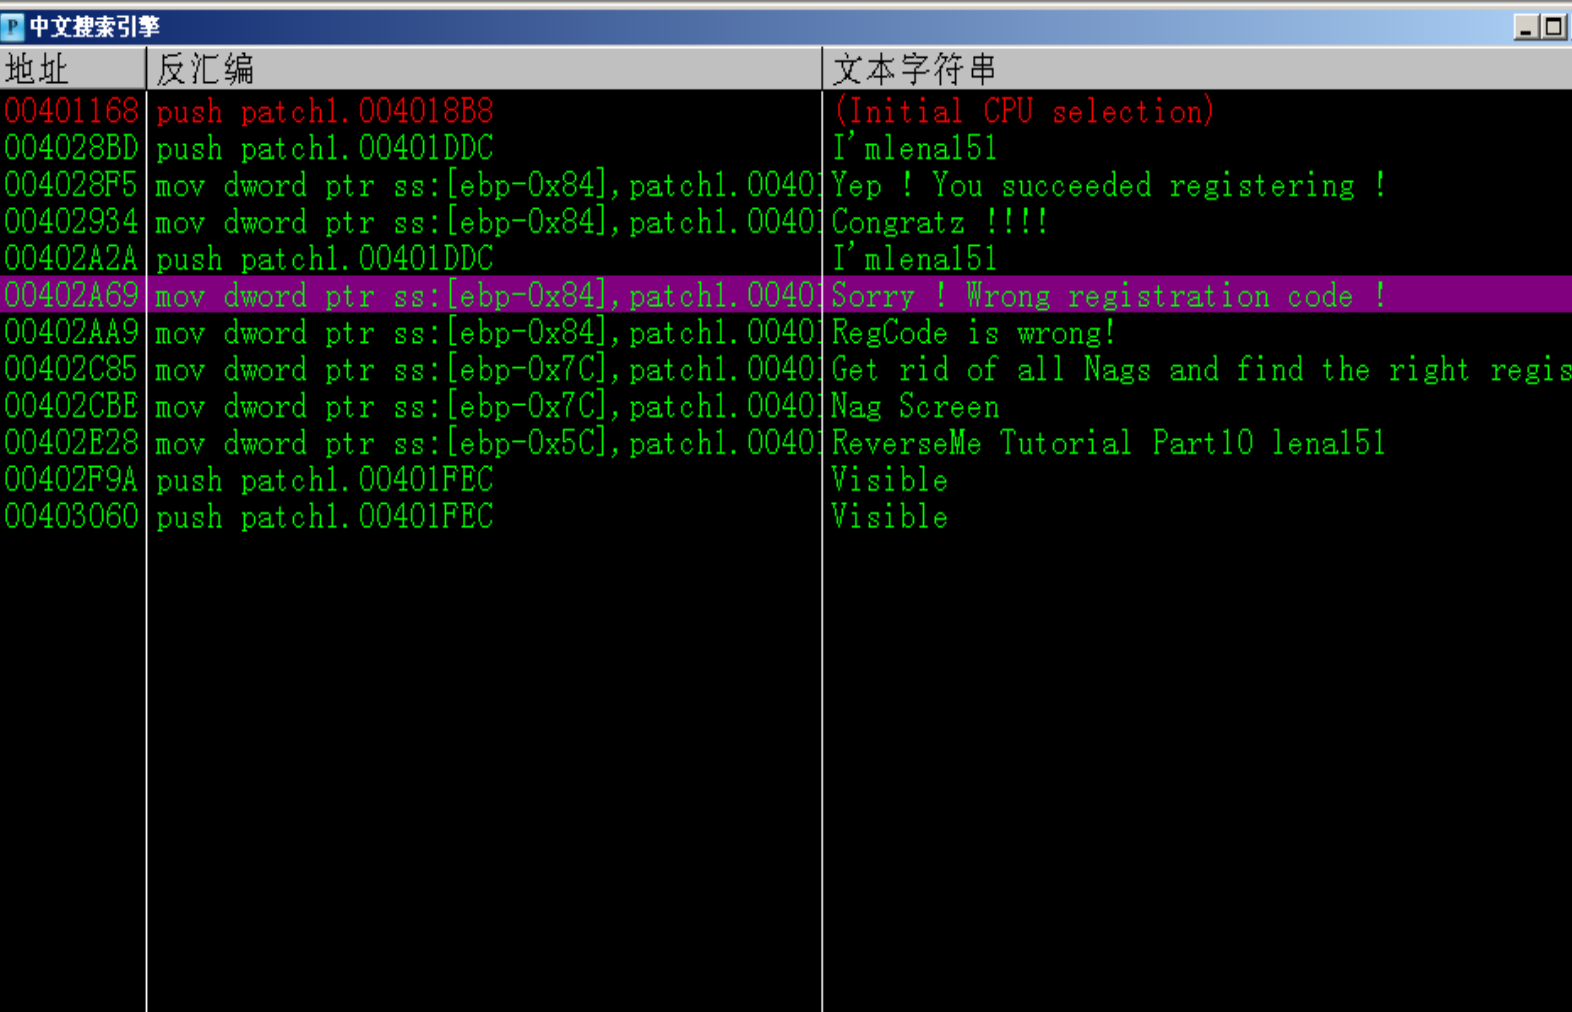 P 中文搜索引擎
地址 反汇编 文本字符串
00401168 push patch1.004018B8 (Initial CPU selection)
004028BD push patch1.00401DDC I'mlena151
004028F5 mov dword ptr ss:[ebp-0x84],patch1.0040 Yep ! You succeeded registering !
00402934 mov dword ptr ss:[ebp-0x84],patch1.0040 Congratz !!!!
00402A2A push patch1.00401DDC I'mlena151
00402A69 mov dword ptr ss:[ebp-0x84],patch1.0040 Sorry ! Wrong registration code !
00402AA9 mov dword ptr ss:[ebp-0x84],patch1.0040 RegCode is wrong!
00402C85 mov dword ptr ss:[ebp-0x7C],patch1.0040 Get rid of all Nags and find the right regis
00402CBE mov dword ptr ss:[ebp-0x7C],patch1.0040 Nag Screen
00402E28 mov dword ptr ss:[ebp-0x5C],patch1.0040 ReverseMe Tutorial Part10 lena151
00402F9A push patch1.00401FEC Visible
00403060 push patch1.00401FEC Visible